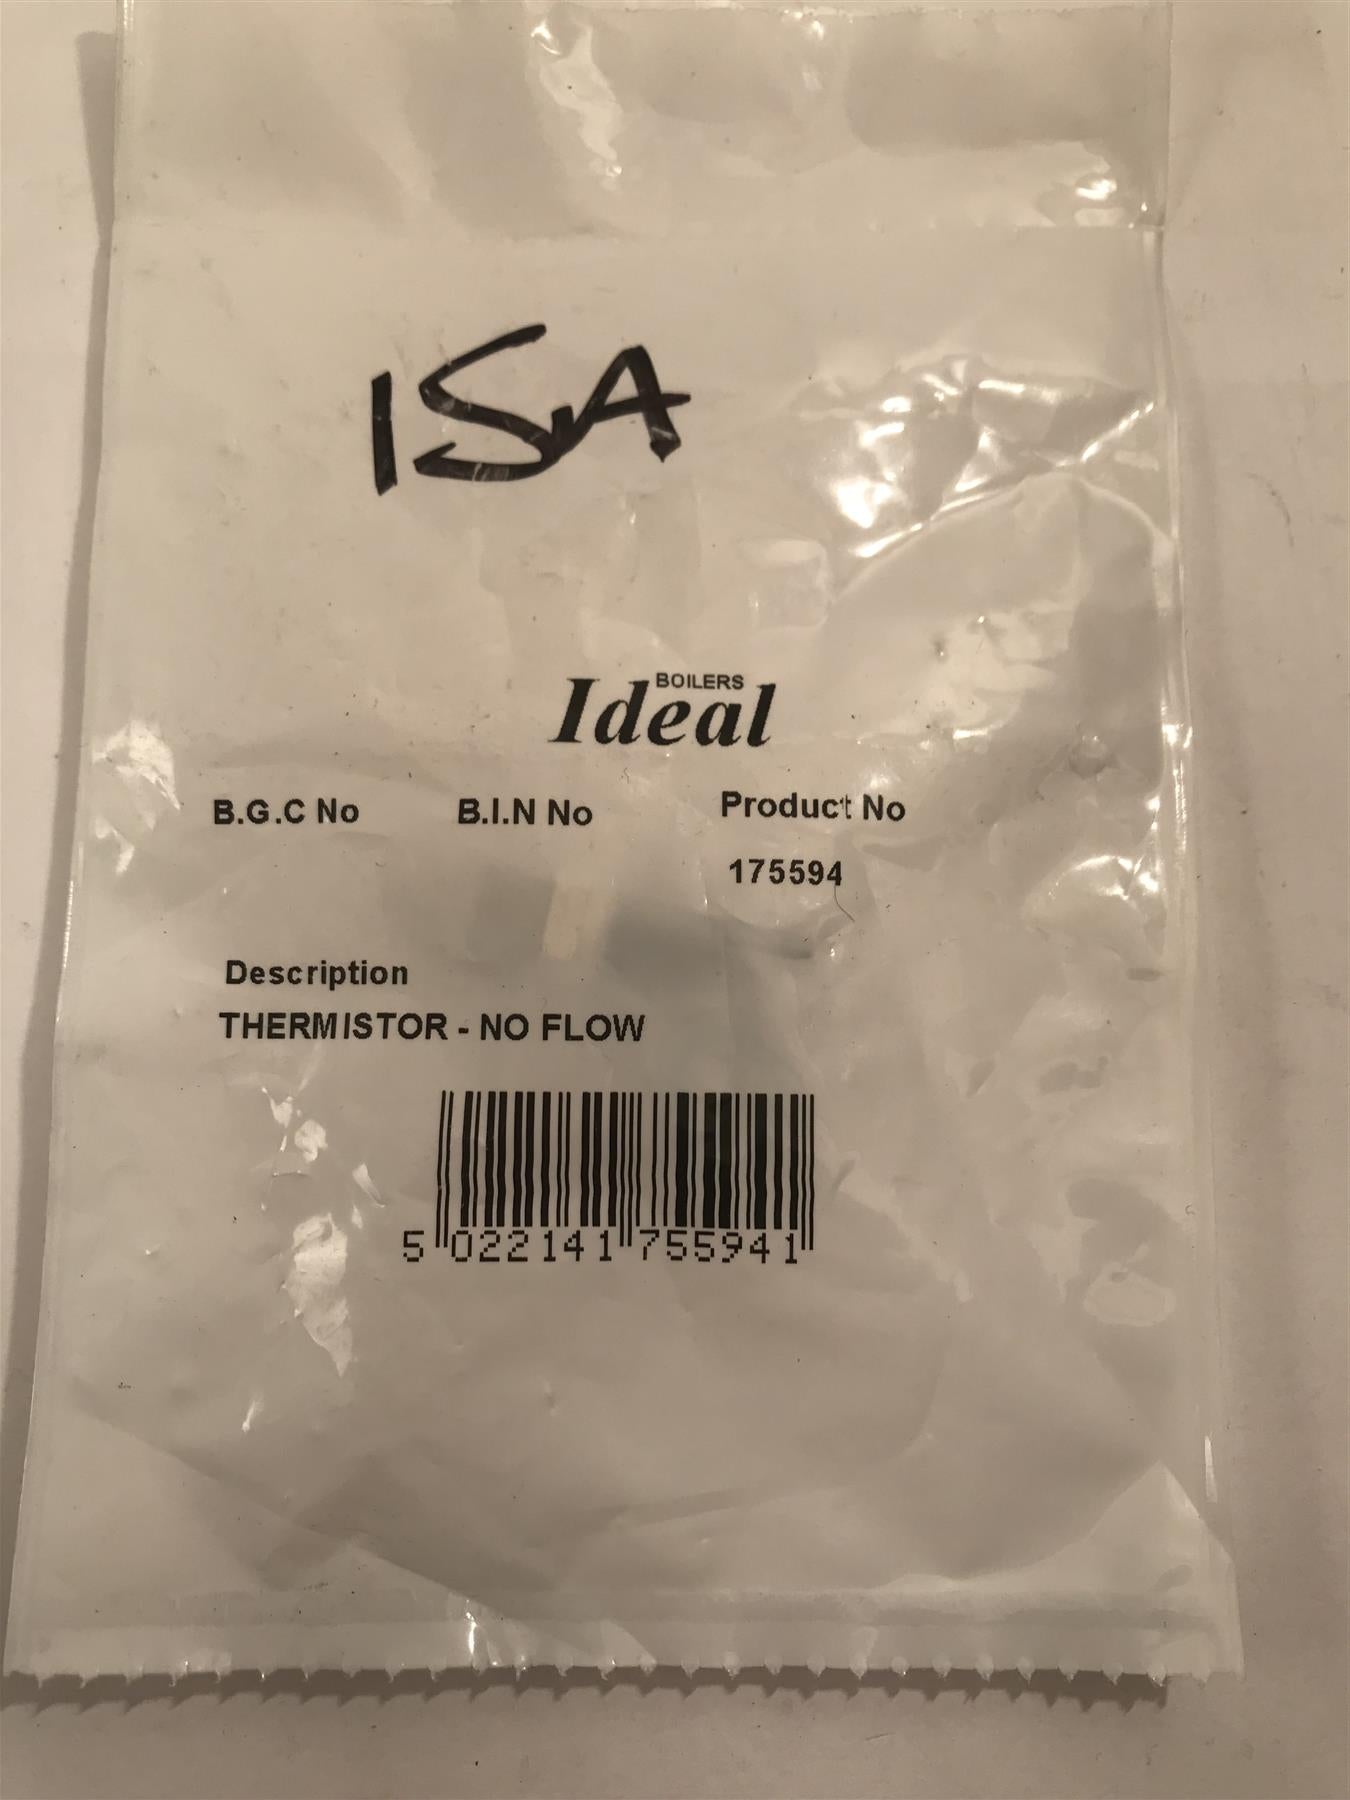 ISA
BOILERS
Ideal
B.G.C No B.I.N No Product No
175594
Description
THERMISTOR - NO FLOW
5 022141 755941